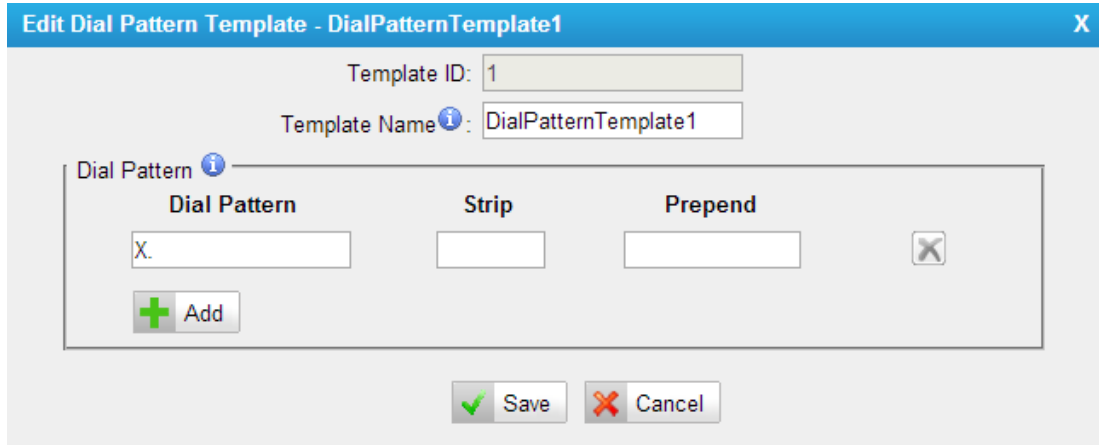 Edit Dial Pattern Template - DialPatternTemplate1 X
Template ID: 1
Template Name i : DialPatternTemplate1
Dial Pattern i
Dial Pattern Strip Prepend
X.
Add
Save Cancel